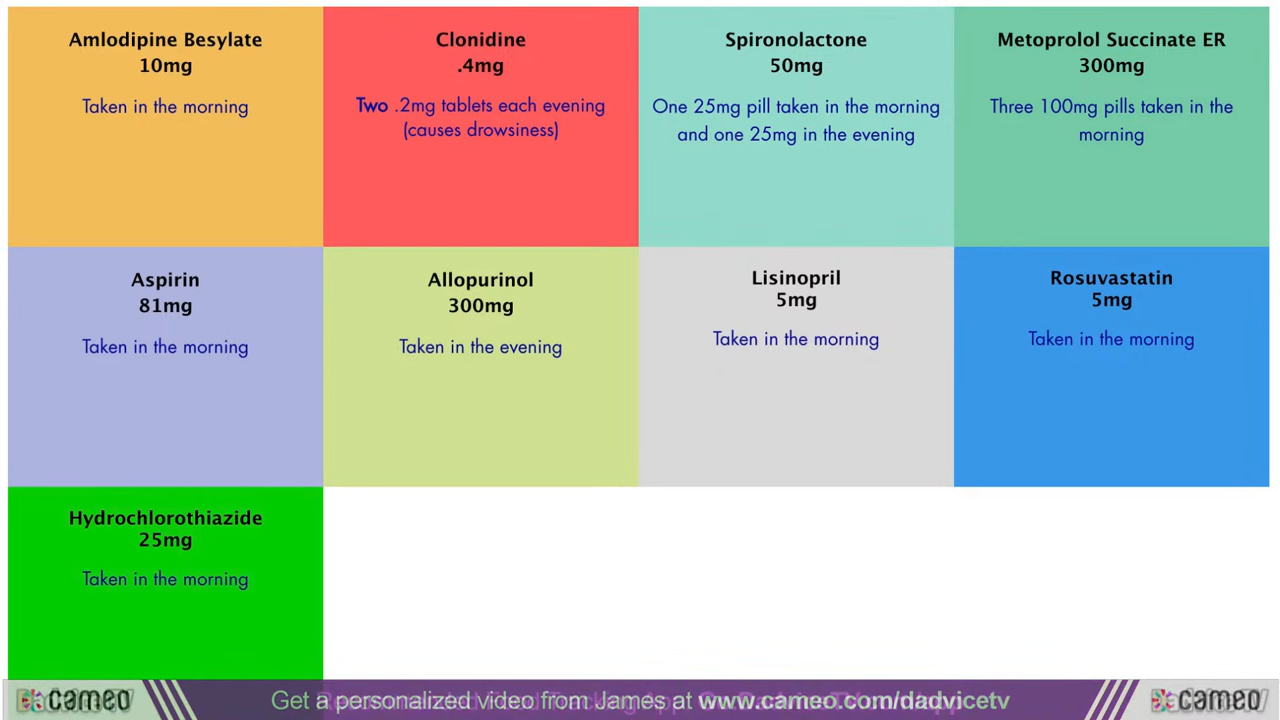 Amlodipine Besylate
10mg
Taken in the morning
Clonidine
.4mg
Two .2mg tablets each evening
(causes drowsiness)
Spironolactone
50mg
One 25mg pill taken in the morning
and one 25mg in the evening
Metoprolol Succinate ER
300mg
Three 100mg pills taken in the
morning
Aspirin
81mg
Taken in the morning
Allopurinol
300mg
Taken in the evening
Lisinopril
5mg
Taken in the morning
Rosuvastatin
5mg
Taken in the morning
Hydrochlorothiazide
25mg
Taken in the morning
cameo
Get a personalized video from James at www.cameo.com/dadvicetv
cameo